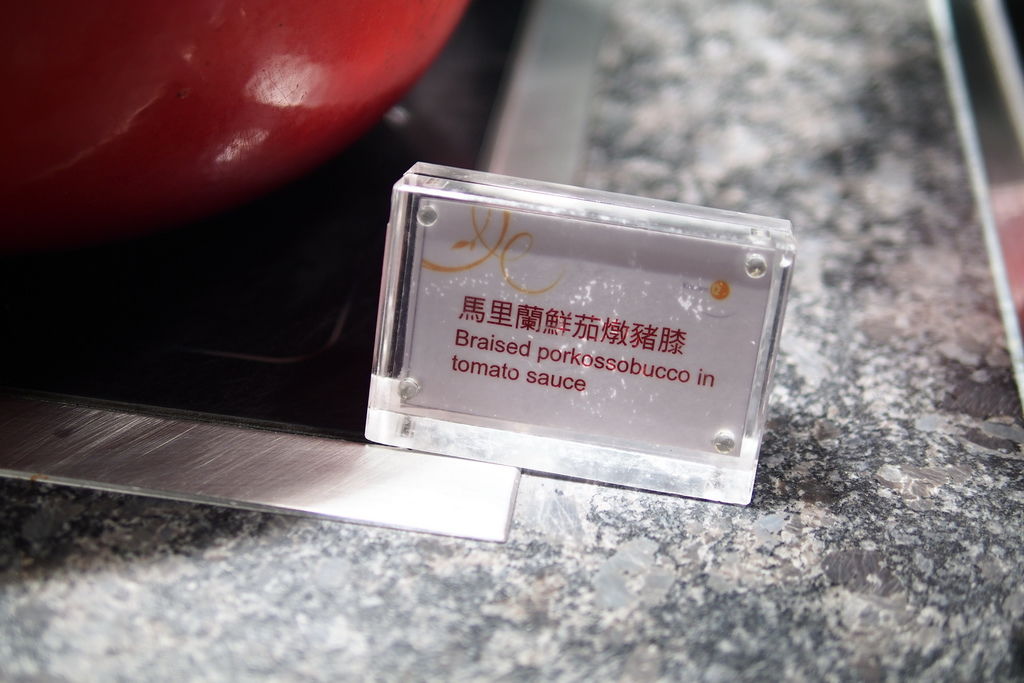 馬里蘭鮮茄燉豬膝
Braised porkossobucco in
tomato sauce